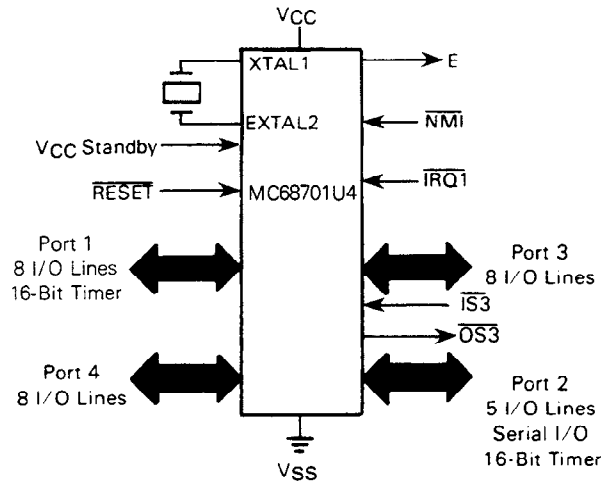 VCC
XTAL1
E
EXTAL2
NMI
VCC Standby
RESET
MC68701U4
IRQ1
Port 1
8 I/O Lines
16-Bit Timer
Port 3
8 I/O Lines
IS3
OS3
Port 4
8 I/O Lines
Port 2
5 I/O Lines
Serial I/O
16-Bit Timer
VSS